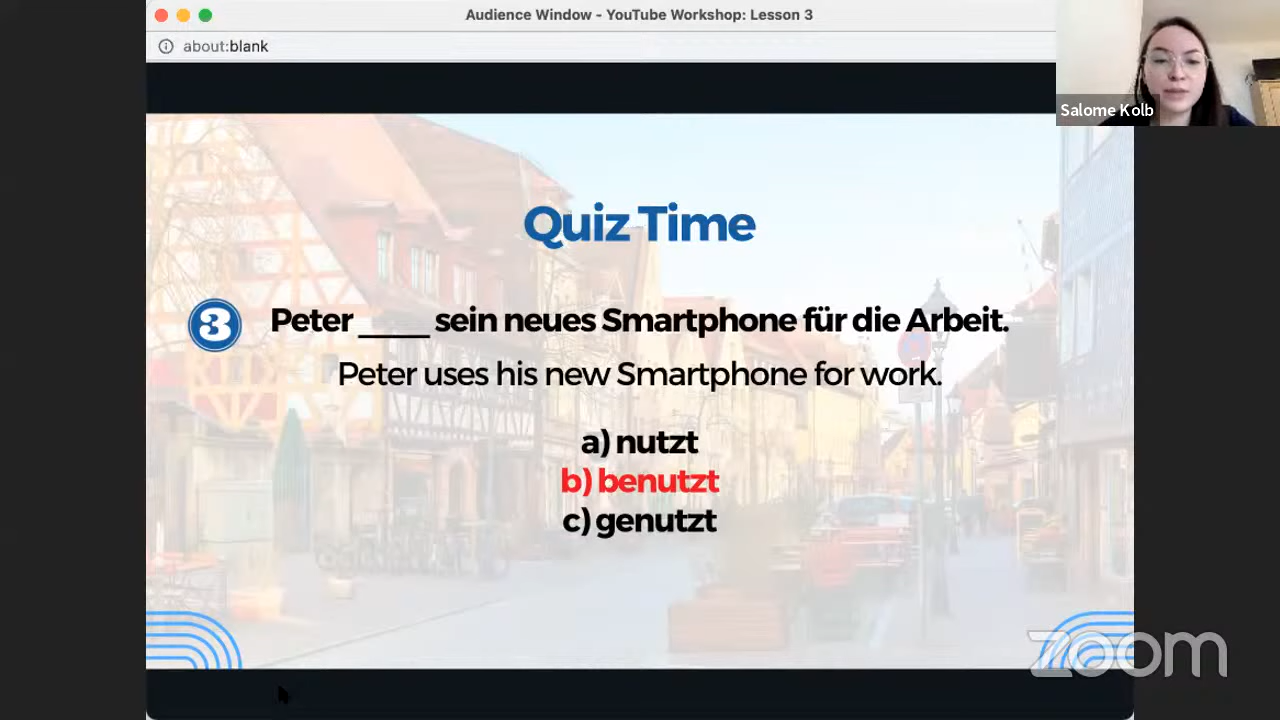 Audience Window - YouTube Workshop: Lesson 3
about:blank
Salome Kolb
Quiz Time
3 Peter _____ sein neues Smartphone für die Arbeit.
Peter uses his new Smartphone for work.
a) nutzt
b) benutzt
c) genutzt
zoom